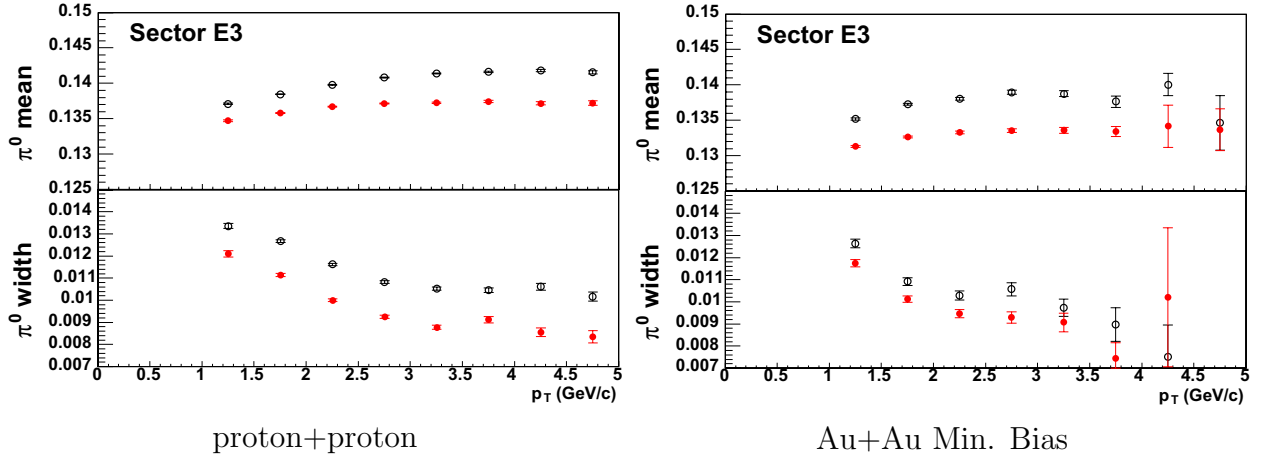 0.15
Sector E3
0.145
0.14
0.135
0.13
0.125
π⁰ mean
0.014
0.013
0.012
0.011
0.01
0.009
0.008
0.007
π⁰ width
0 0.5 1 1.5 2 2.5 3 3.5 4 4.5 5
p_T (GeV/c)
proton+proton
0.15
Sector E3
0.145
0.14
0.135
0.13
0.125
π⁰ mean
0.014
0.013
0.012
0.011
0.01
0.009
0.008
0.007
π⁰ width
0 0.5 1 1.5 2 2.5 3 3.5 4 4.5 5
p_T (GeV/c)
Au+Au Min. Bias